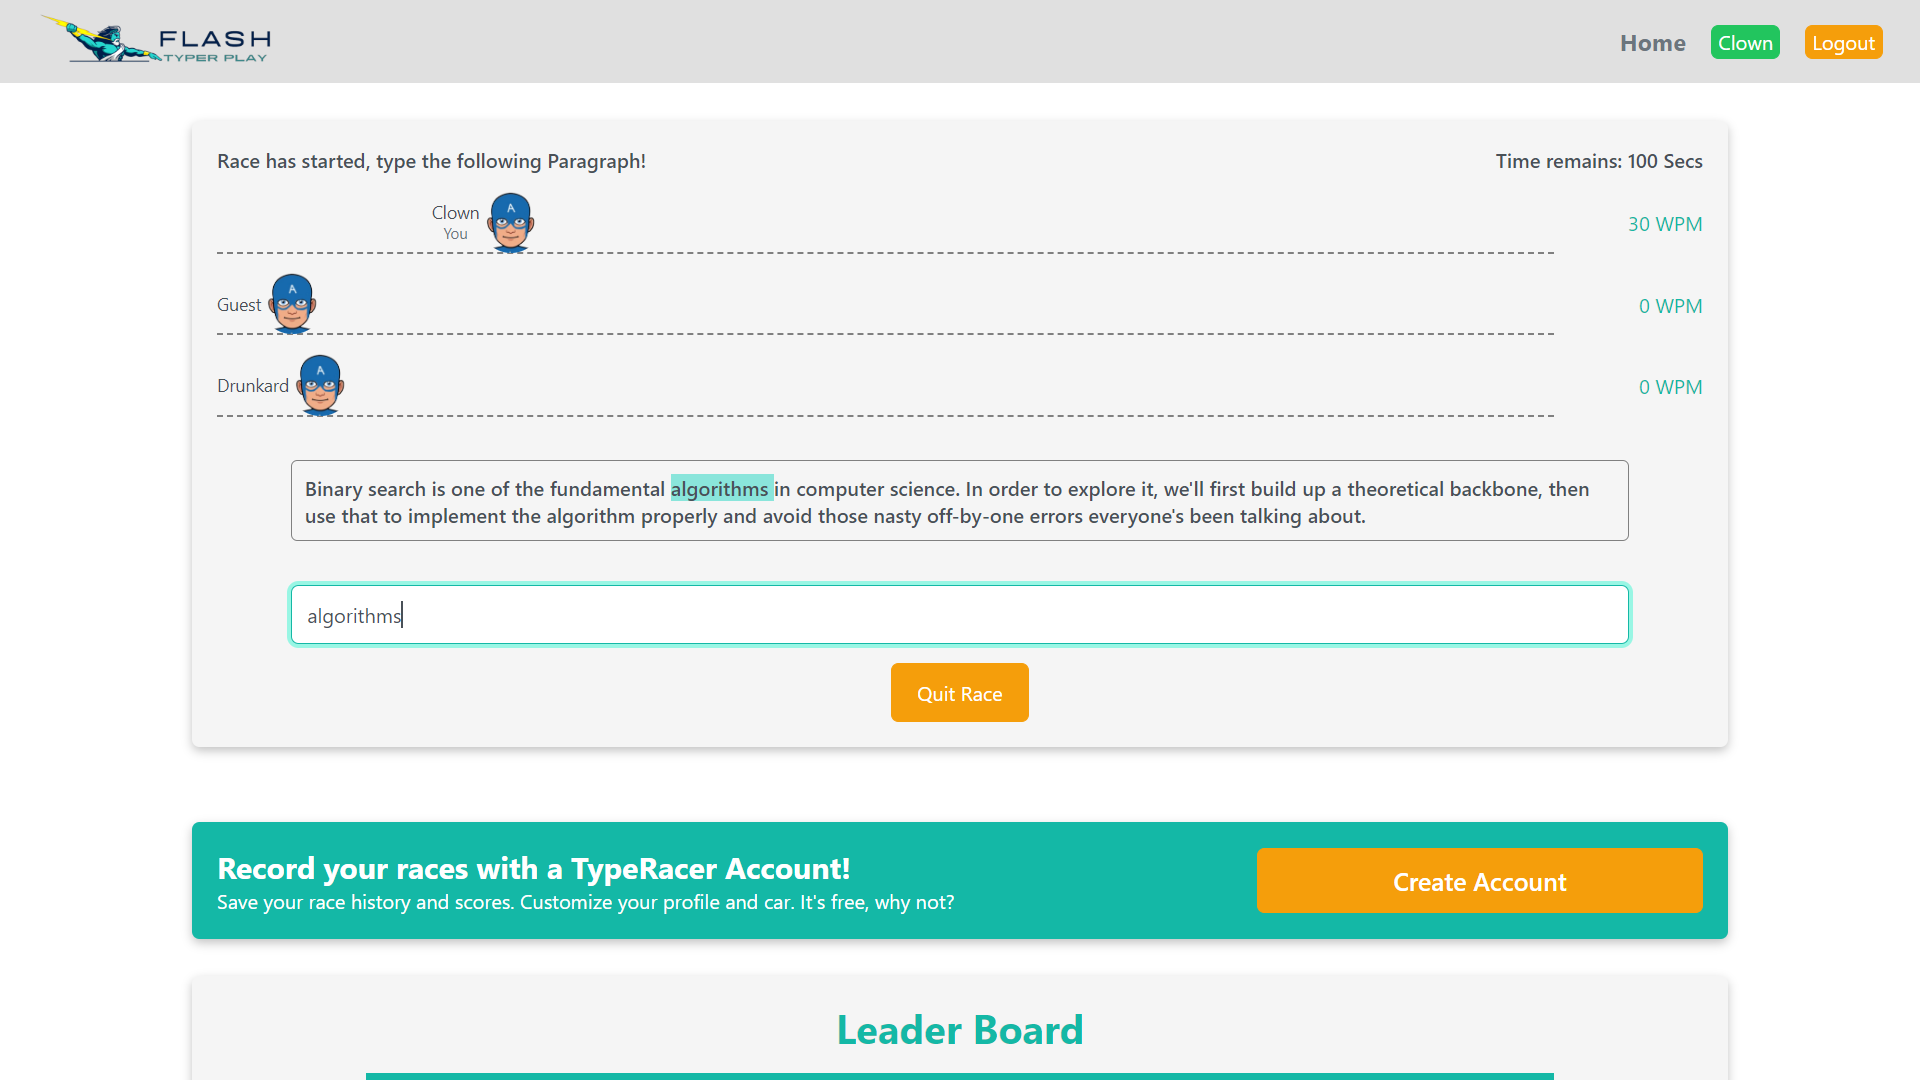 FLASH
TYPER PLAY
Home
Clown
Logout
Race has started, type the following Paragraph!
Time remains: 100 Secs
Clown
You
A
30 WPM
Guest
A
0 WPM
Drunkard
A
0 WPM
Binary search is one of the fundamental algorithms in computer science. In order to explore it, we'll first build up a theoretical backbone, then
use that to implement the algorithm properly and avoid those nasty off-by-one errors everyone's been talking about.
algorithms
Quit Race
Record your races with a TypeRacer Account!
Save your race history and scores. Customize your profile and car. It's free, why not?
Create Account
Leader Board